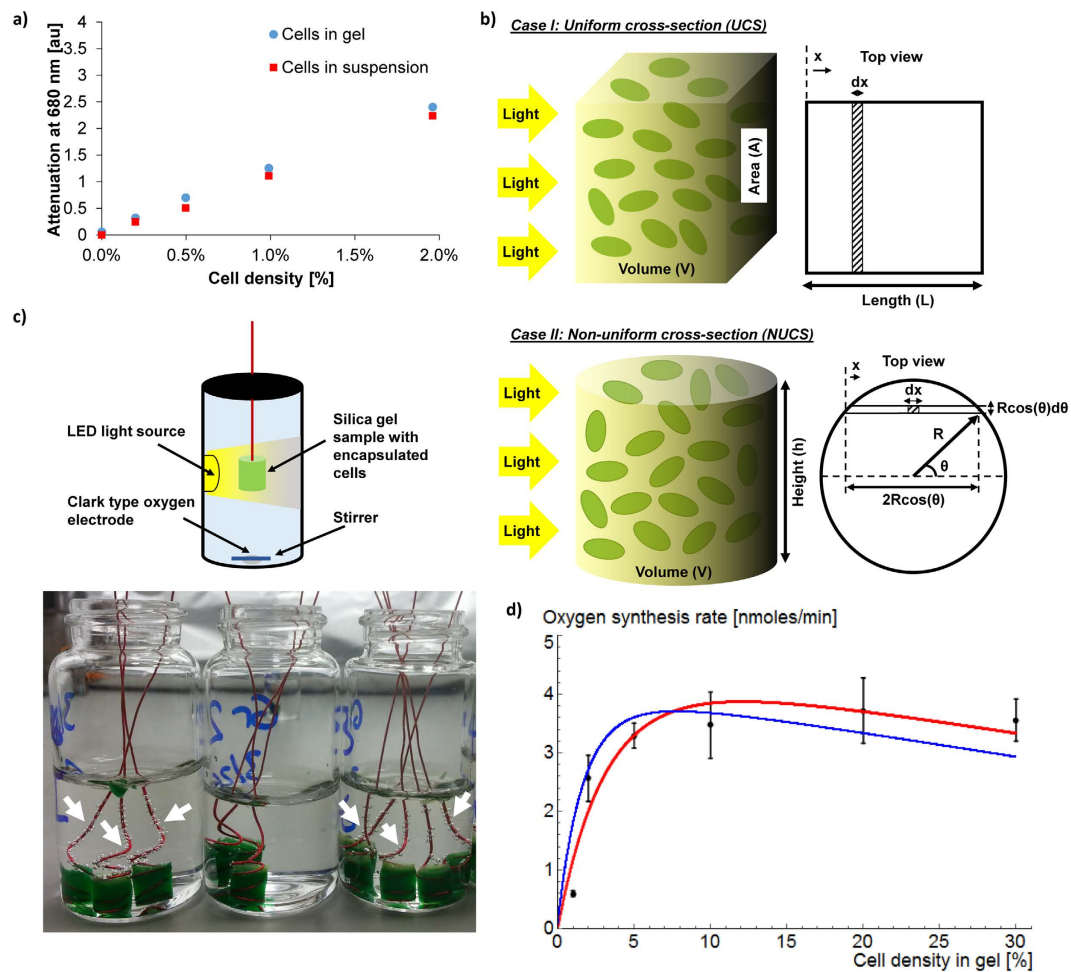 a)
Attenuation at 680 nm [au]
4
3.5
3
2.5
2
1.5
1
0.5
0
Cells in gel
Cells in suspension
0.0% 0.5% 1.0% 1.5% 2.0%
Cell density [%]
b)
Case I: Uniform cross-section (UCS)
Light
Light
Light
Area (A)
Volume (V)
x
Top view
dx
Length (L)
Case II: Non-uniform cross-section (NUCS)
Light
Light
Light
Height (h)
Volume (V)
Top view
x
dx
Rcos(θ)dθ
R
θ
2Rcos(θ)
c)
LED light source
Silica gel
sample with
encapsulated
cells
Clark type oxygen
electrode
Stirrer
d)
Oxygen synthesis rate [nmoles/min]
5
4
3
2
1
0
0 5 10 15 20 25 30
Cell density in gel [%]